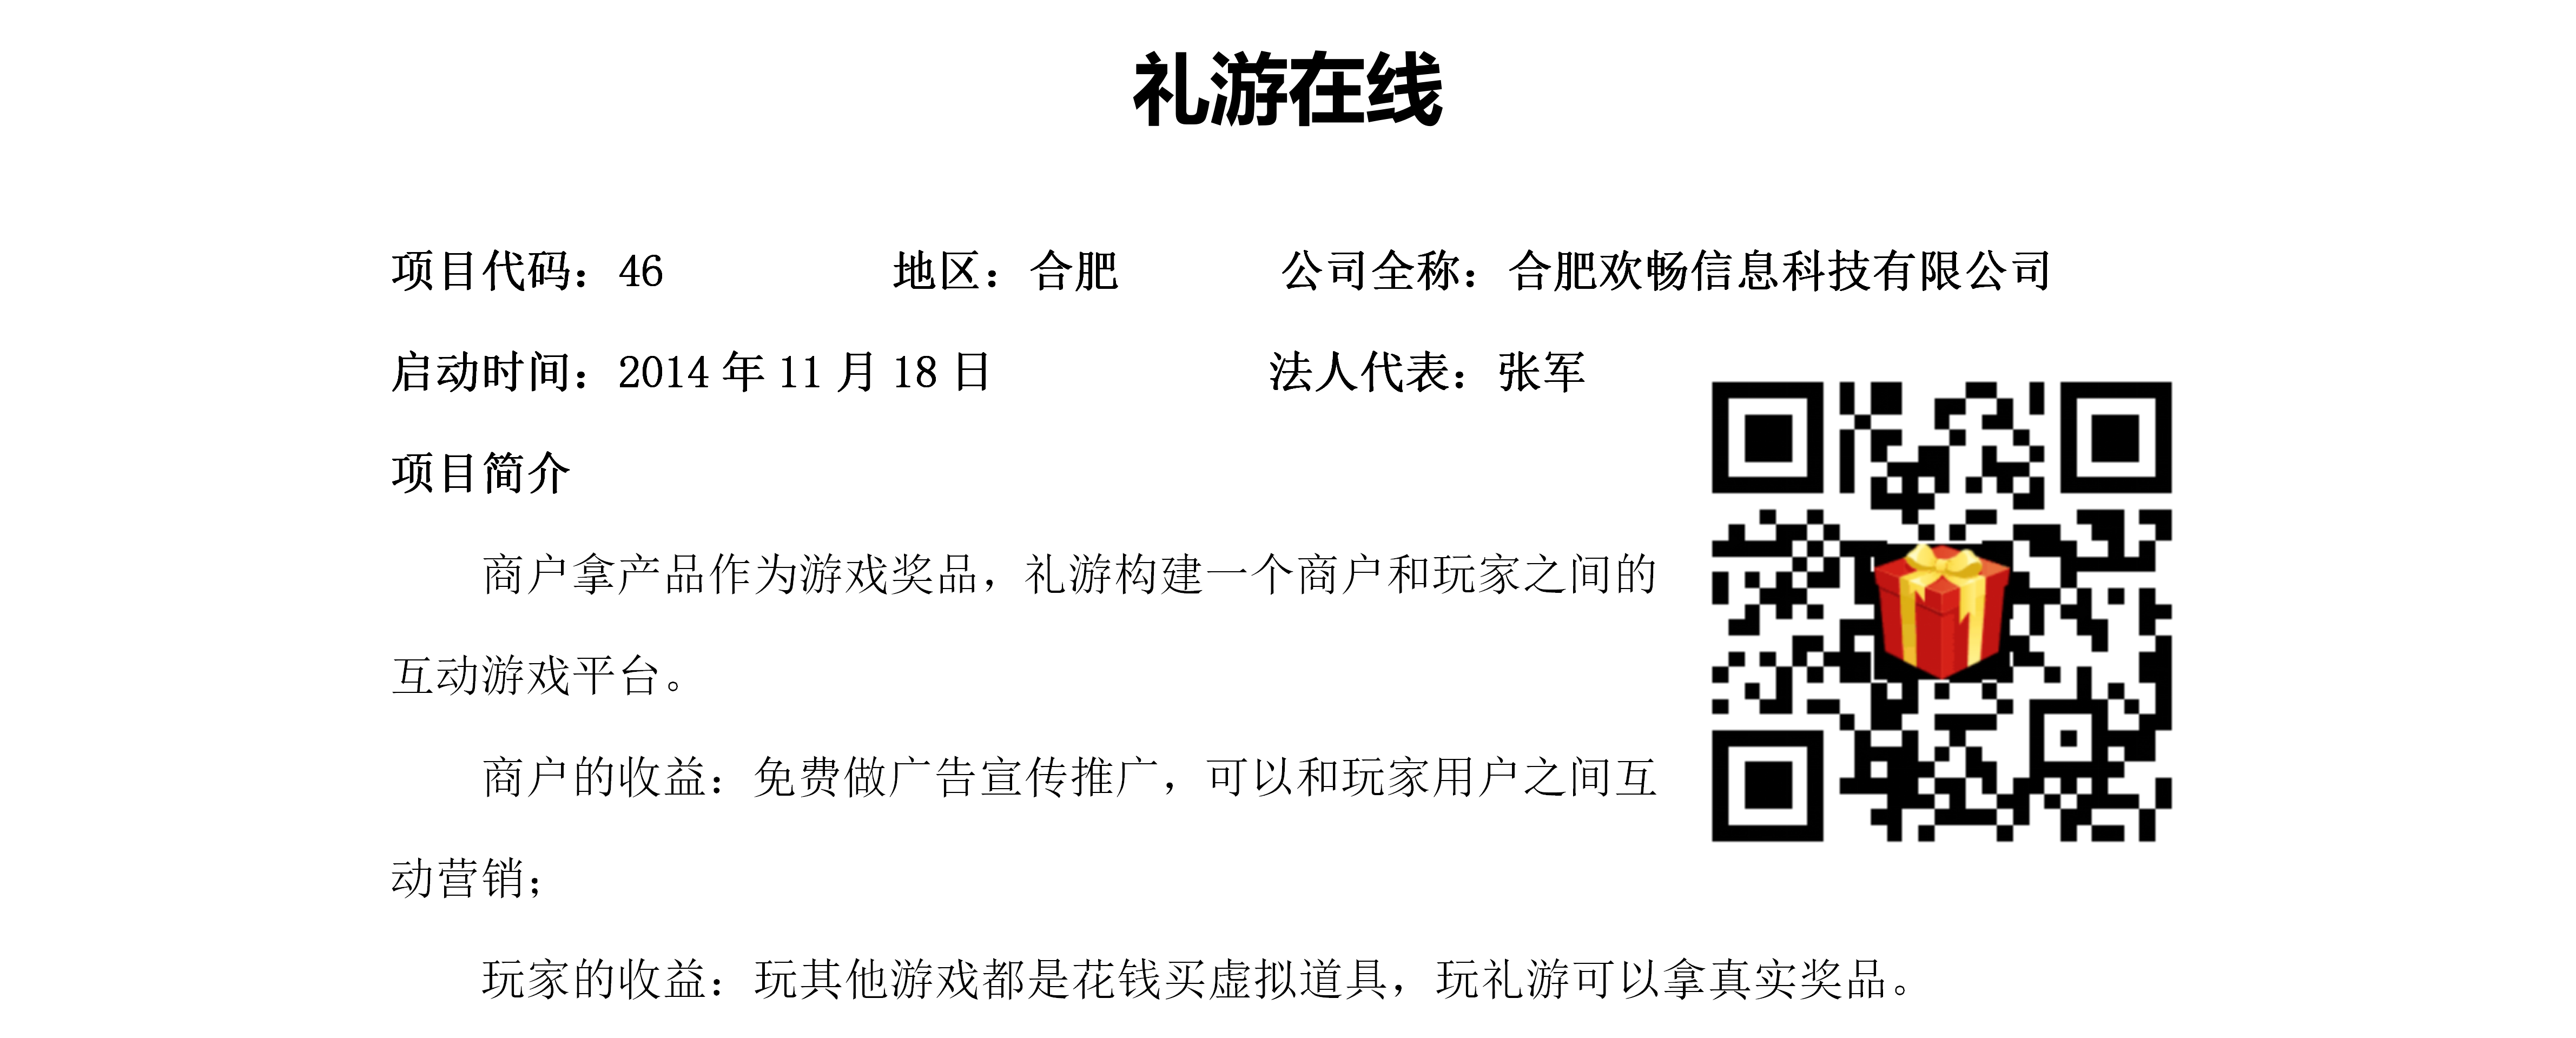 礼游在线
项目代码：46 地区：合肥 公司全称：合肥欢畅信息科技有限公司
启动时间：2014 年 11 月 18 日 法人代表：张军
项目简介
商户拿产品作为游戏奖品，礼游构建一个商户和玩家之间的
互动游戏平台。
商户的收益：免费做广告宣传推广，可以和玩家用户之间互
动营销；
玩家的收益：玩其他游戏都是花钱买虚拟道具，玩礼游可以拿真实奖品。